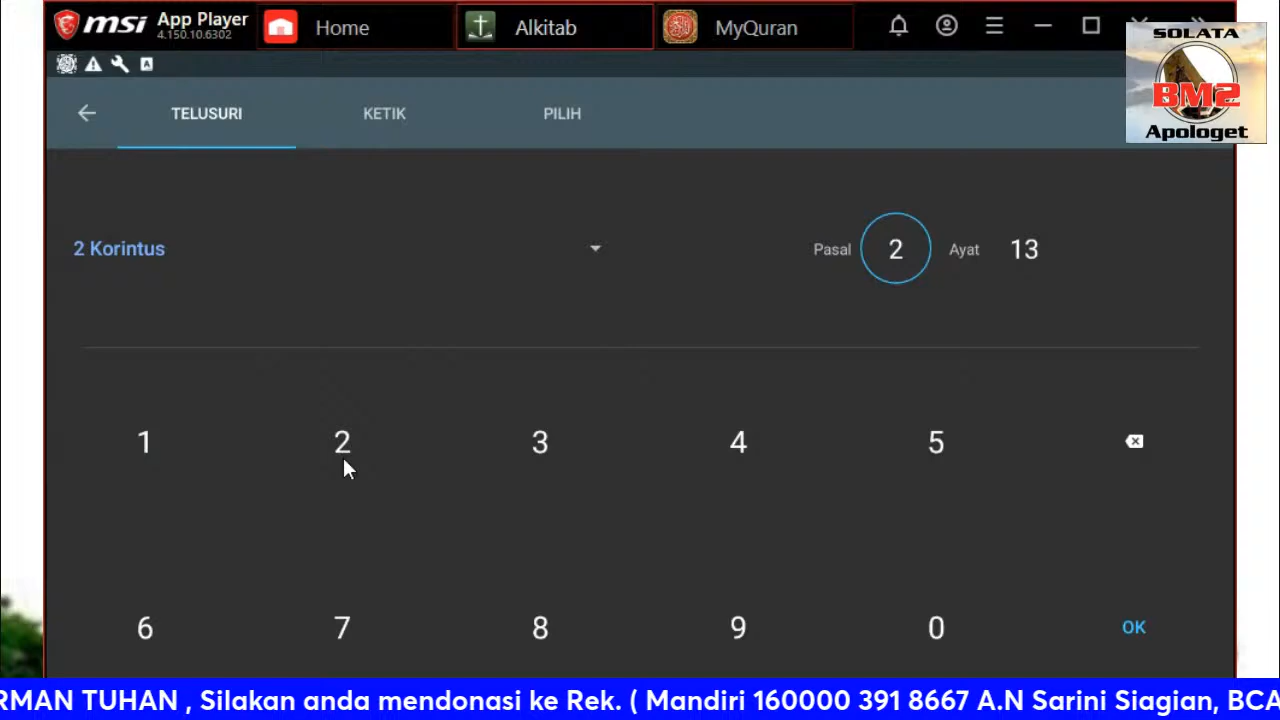 msi App Player
4.150.10.6302
Home
Alkitab
MyQuran
SOLATA
BM2
Apologet
TELUSURI
KETIK
PILIH
2 Korintus
Pasal 2 Ayat 13
1 2 3 4 5
6 7 8 9 0 OK
RMAN TUHAN , Silakan anda mendonasi ke Rek. ( Mandiri 160000 391 8667 A.N Sarini Siagian, BCA